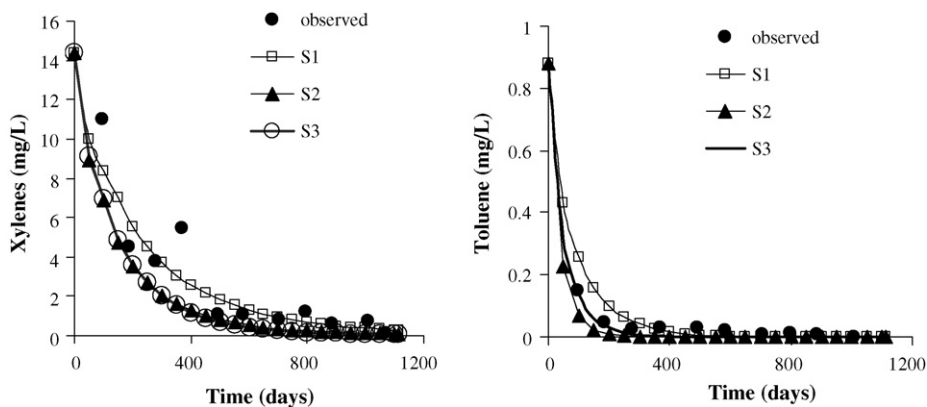 Xylenes (mg/L)
16
14
12
10
8
6
4
2
0
0 400 800 1200
Time (days)
observed
S1
S2
S3
Toluene (mg/L)
1
0.8
0.6
0.4
0.2
0
0 400 800 1200
Time (days)
observed
S1
S2
S3